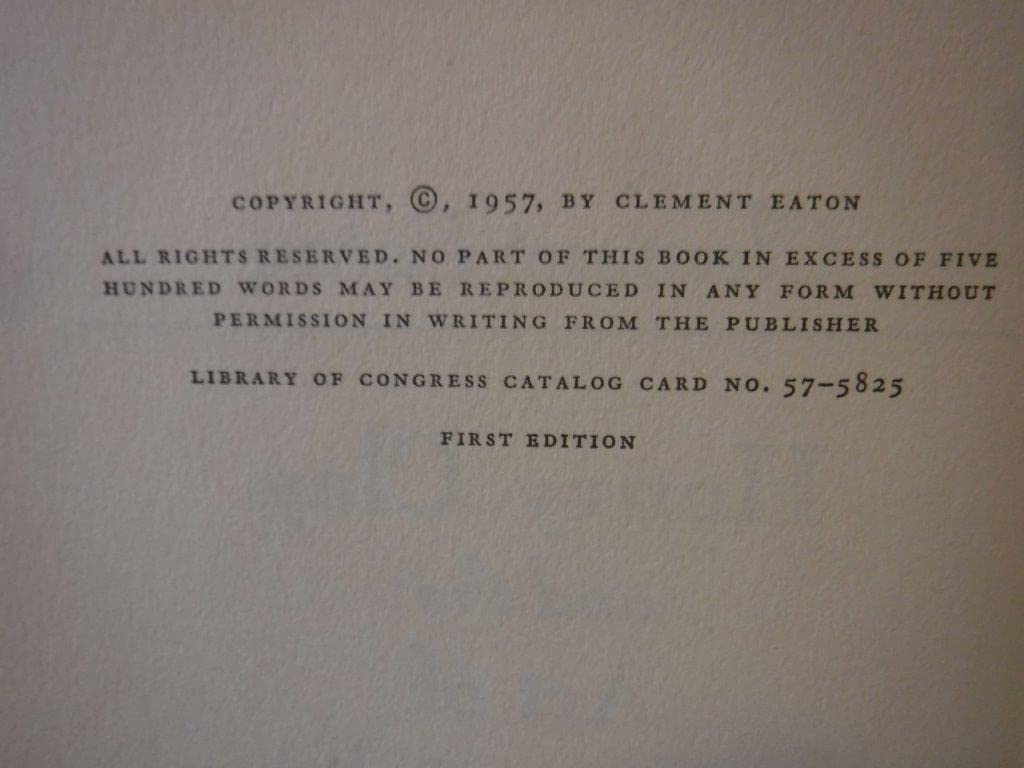 COPYRIGHT, ©, 1957, BY CLEMENT EATON
ALL RIGHTS RESERVED. NO PART OF THIS BOOK IN EXCESS OF FIVE
HUNDRED WORDS MAY BE REPRODUCED IN ANY FORM WITHOUT
PERMISSION IN WRITING FROM THE PUBLISHER
LIBRARY OF CONGRESS CATALOG CARD NO. 57–5825
FIRST EDITION